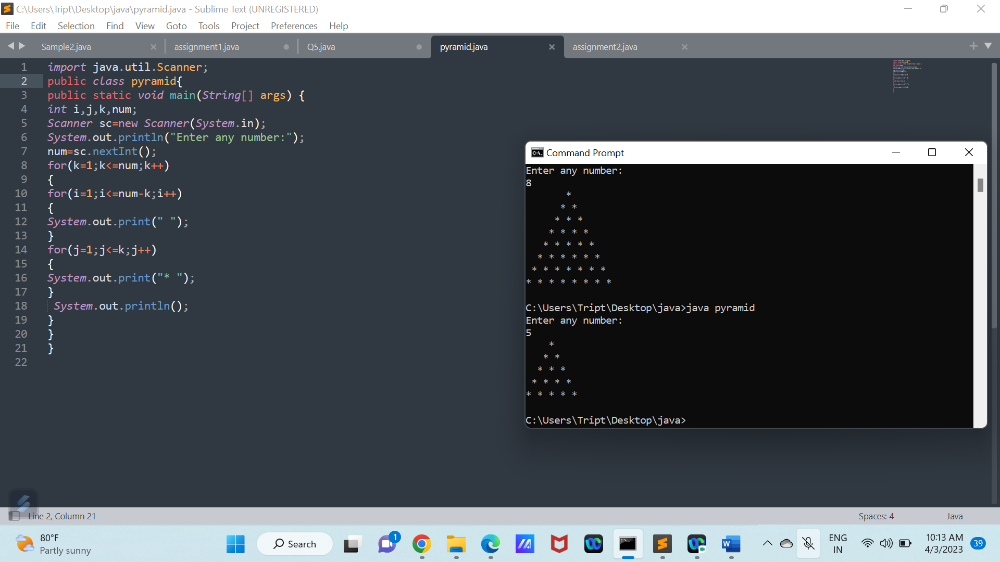 C:\Users\Tript\Desktop\java\pyramid.java - Sublime Text (UNREGISTERED)
File Edit Selection Find View Goto Tools Project Preferences Help
Sample2.java assignment1.java Q5.java pyramid.java assignment2.java
1 import java.util.Scanner;
2 public class pyramid{
3 public static void main(String[] args) {
4 int i,j,k,num;
5 Scanner sc=new Scanner(System.in);
6 System.out.println("Enter any number:");
7 num=sc.nextInt();
8 for(k=1;k<=num;k++)
9 {
10 for(i=1;i<=num-k;i++)
11 {
12 System.out.print(" ");
13 }
14 for(j=1;j<=k;j++)
15 {
16 System.out.print("* ");
17 }
18  System.out.println();
19 }
20 }
21 }
22
Command Prompt
Enter any number:
8
       *
      * *
     * * *
    * * * *
   * * * * *
  * * * * * *
 * * * * * * *
* * * * * * * *
C:\Users\Tript\Desktop\java>java pyramid
Enter any number:
5
    *
   * *
  * * *
 * * * *
* * * * *
C:\Users\Tript\Desktop\java>
Line 2, Column 21 Spaces: 4 Java
80°F
Partly sunny
Search
1
ENG
IN
10:13 AM
4/3/2023
39